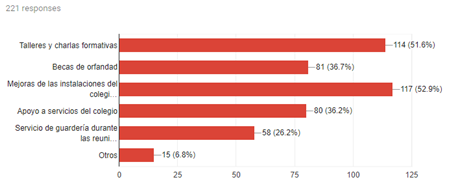 221 responses
Talleres y charlas formativas
114 (51.6%)
Becas de orfandad
81 (36.7%)
Mejoras de las instalaciones del
colegi…
117 (52.9%)
Apoyo a servicios del colegio
80 (36.2%)
Servicio de guardería durante
las reuni…
58 (26.2%)
Otros
15 (6.8%)
0 25 50 75 100 125